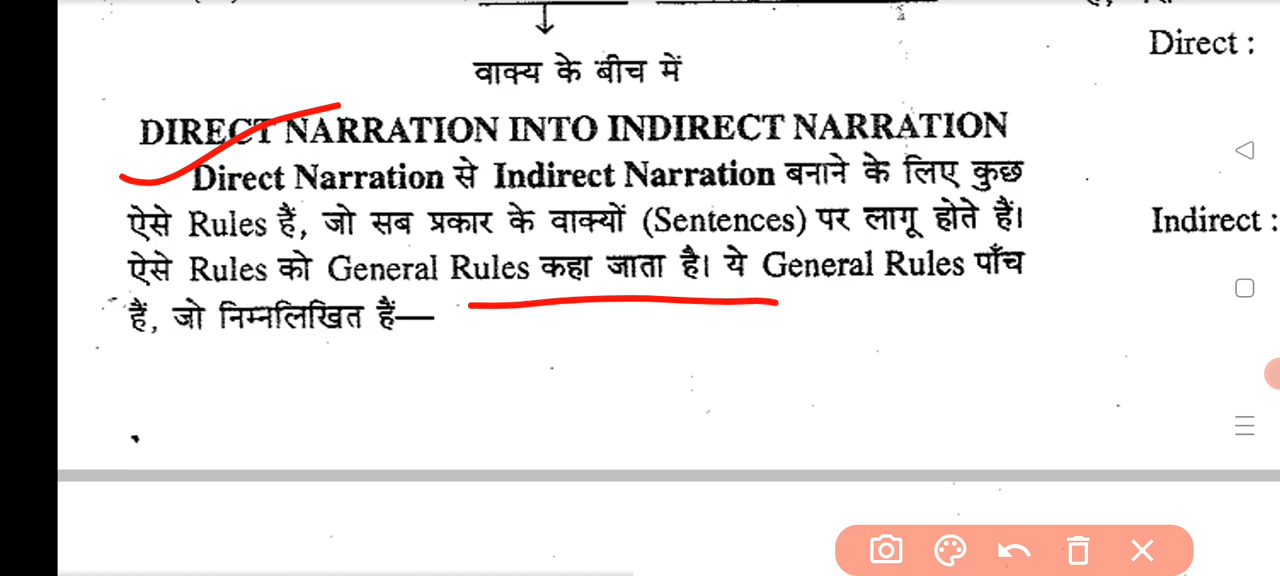 वाक्य के बीच में
Direct :
DIRECT NARRATION INTO INDIRECT NARRATION
Direct Narration से Indirect Narration बनाने के लिए कुछ
ऐसे Rules हैं, जो सब प्रकार के वाक्यों (Sentences) पर लागू होते हैं।
Indirect :
ऐसे Rules को General Rules कहा जाता है। ये General Rules पाँच
हैं, जो निम्नलिखित हैं—